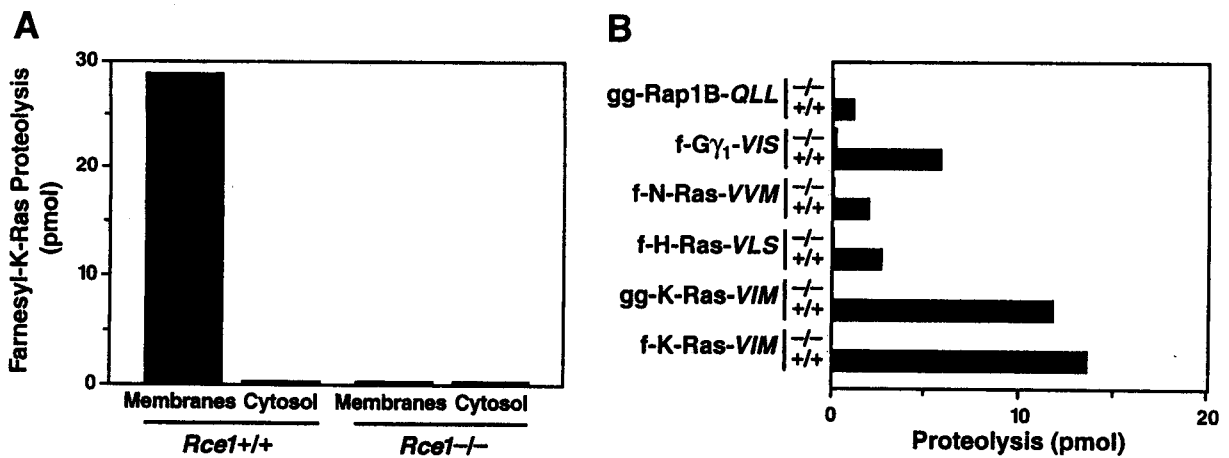 A
Farnesyl-K-Ras Proteolysis
(pmol)
30
20
10
0
Membranes Cytosol
Membranes Cytosol
Rce1+/+
Rce1–/–
B
gg-Rap1B-QLL
–/–
+/+
f-Gγ1-VIS
–/–
+/+
f-N-Ras-VVM
–/–
+/+
f-H-Ras-VLS
–/–
+/+
gg-K-Ras-VIM
–/–
+/+
f-K-Ras-VIM
–/–
+/+
0
10
20
Proteolysis (pmol)